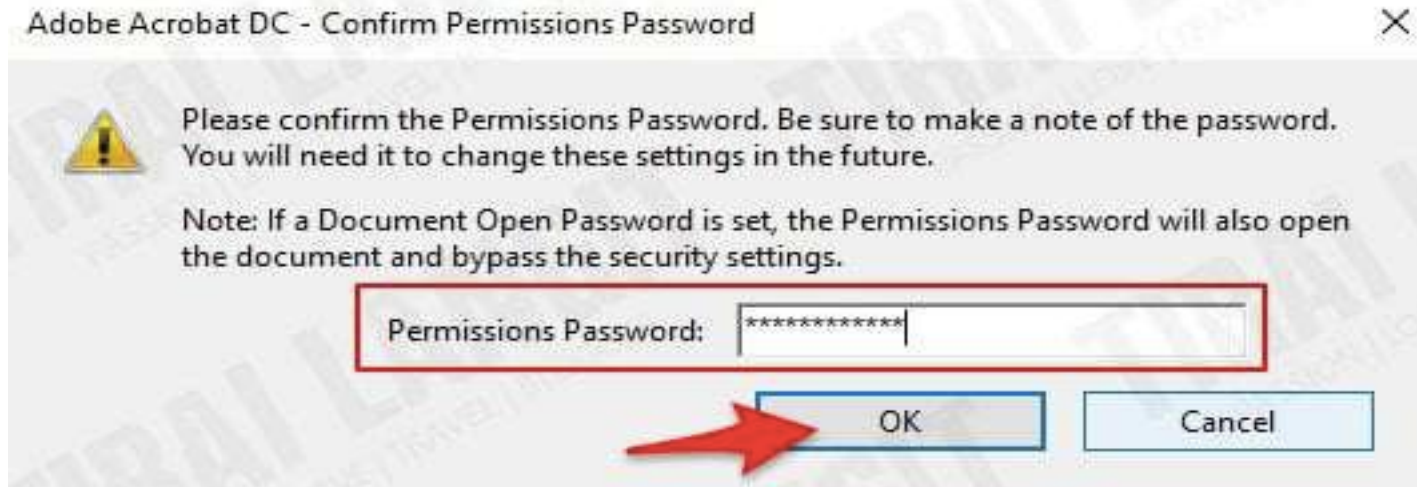 Adobe Acrobat DC - Confirm Permissions Password
Please confirm the Permissions Password. Be sure to make a note of the password.
You will need it to change these settings in the future.
Note: If a Document Open Password is set, the Permissions Password will also open
the document and bypass the security settings.
Permissions Password: ************
OK Cancel